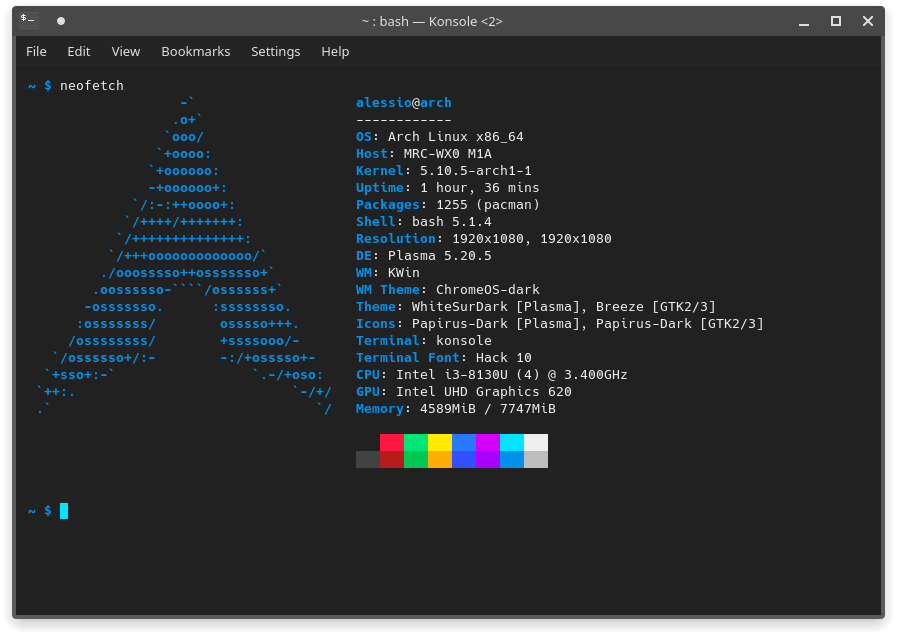 ~ : bash — Konsole <2>
File Edit View Bookmarks Settings Help
~ $ neofetch
-` alessio@arch
.o+` ------------
`ooo/ OS: Arch Linux x86_64
`+oooo: Host: MRC-WX0 M1A
`+oooooo: Kernel: 5.10.5-arch1-1
-+oooooo+: Uptime: 1 hour, 36 mins
`/:-:++oooo+: Packages: 1255 (pacman)
`/++++/+++++++: Shell: bash 5.1.4
`/++++++++++++++: Resolution: 1920x1080, 1920x1080
`/+++ooooooooooooo/` DE: Plasma 5.20.5
./ooosssso++osssssso+` WM: KWin
.oossssso-````/ossssss+` WM Theme: ChromeOS-dark
-osssssso. :ssssssso. Theme: WhiteSurDark [Plasma], Breeze [GTK2/3]
:osssssss/ osssso+++. Icons: Papirus-Dark [Plasma], Papirus-Dark [GTK2/3]
/ossssssss/ +ssssooo/- Terminal: konsole
`/ossssso+/:- -:/+osssso+- Terminal Font: Hack 10
`+sso+:-` `.-/+oso: CPU: Intel i3-8130U (4) @ 3.400GHz
`++:. `-/+/ GPU: Intel UHD Graphics 620
.` `/ Memory: 4589MiB / 7747MiB
~ $